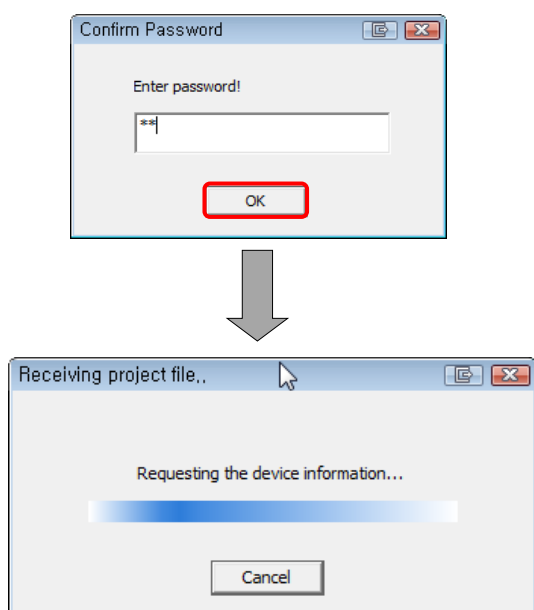 Confirm Password
Enter password!
**
OK
Receiving project file,,
Requesting the device information...
Cancel